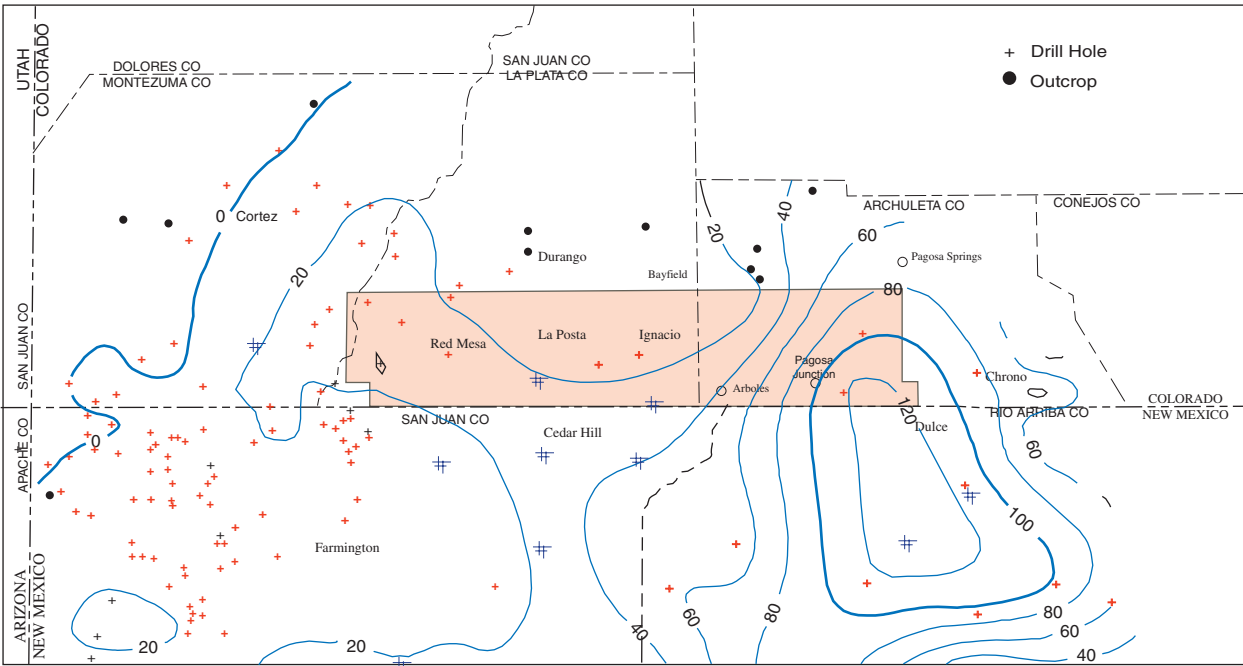 UTAH
COLORADO
DOLORES CO
MONTEZUMA CO
SAN JUAN CO
LA PLATA CO
+ Drill Hole
● Outcrop
ARCHULETA CO
CONEJOS CO
0
Cortez
20
20
40
60
Durango
Bayfield
Pagosa Springs
80
SAN JUAN CO
Red Mesa
La Posta
Ignacio
Pagosa
Junction
Arboles
Chrono
COLORADO
NEW MEXICO
SAN JUAN CO
RIO ARRIBA CO
120
Dulce
Cedar Hill
0
APACHE CO
60
100
Farmington
ARIZONA
NEW MEXICO
20
20
40
60
80
80
60
40